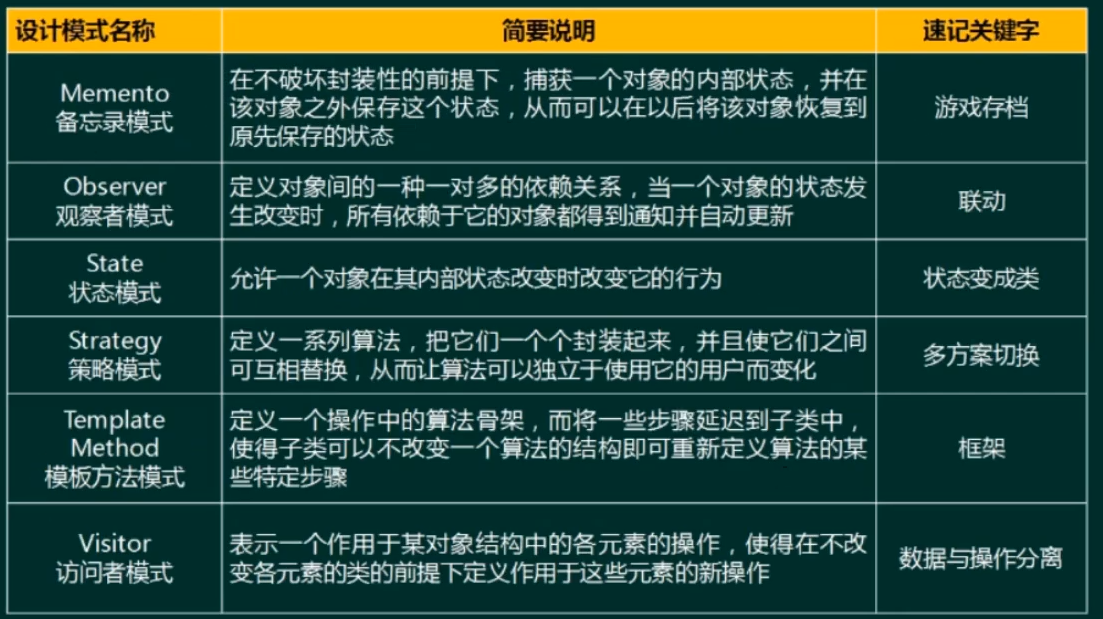 设计模式名称
简要说明
速记关键字
Memento
备忘录模式
在不破坏封装性的前提下，捕获一个对象的内部状态，并在
该对象之外保存这个状态，从而可以在以后将该对象恢复到
原先保存的状态
游戏存档
Observer
观察者模式
定义对象间的一种一对多的依赖关系，当一个对象的状态发
生改变时，所有依赖于它的对象都得到通知并自动更新
联动
State
状态模式
允许一个对象在其内部状态改变时改变它的行为
状态变成类
Strategy
策略模式
定义一系列算法，把它们一个个封装起来，并且使它们之间
可互相替换，从而让算法可以独立于使用它的用户而变化
多方案切换
Template
Method
模板方法模式
定义一个操作中的算法骨架，而将一些步骤延迟到子类中，
使得子类可以不改变一个算法的结构即可重新定义算法的某
些特定步骤
框架
Visitor
访问者模式
表示一个作用于某对象结构中的各元素的操作，使得在不改
变各元素的类的前提下定义作用于这些元素的新操作
数据与操作分离